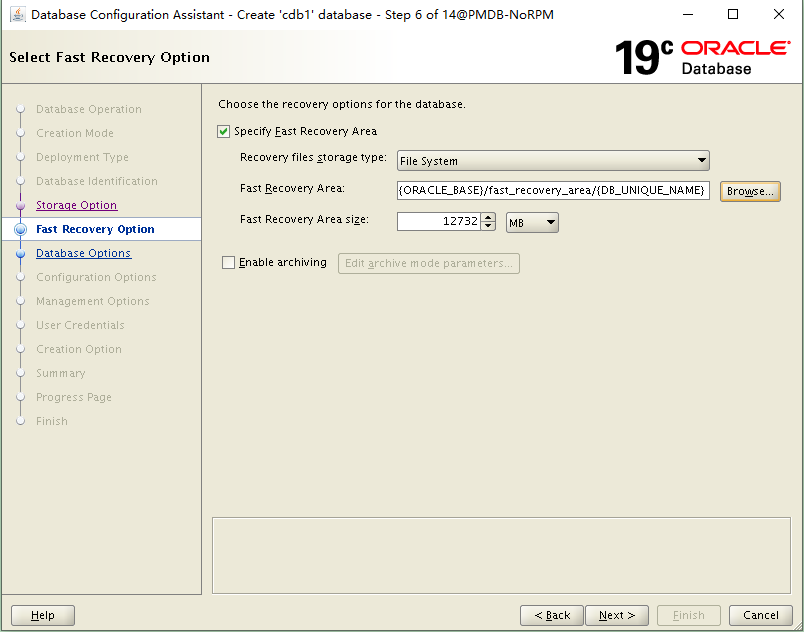 Database Configuration Assistant - Create 'cdb1' database - Step 6 of 14@PMDB-NoRPM
Select Fast Recovery Option
19c ORACLE
Database
Database Operation
Creation Mode
Deployment Type
Database Identification
Storage Option
Fast Recovery Option
Database Options
Configuration Options
Management Options
User Credentials
Creation Option
Summary
Progress Page
Finish
Choose the recovery options for the database.
Specify Fast Recovery Area
Recovery files storage type: File System
Fast Recovery Area: {ORACLE_BASE}/fast_recovery_area/{DB_UNIQUE_NAME} Browse...
Fast Recovery Area size: 12732 MB
Enable archiving Edit archive mode parameters...
Help < Back Next > Finish Cancel